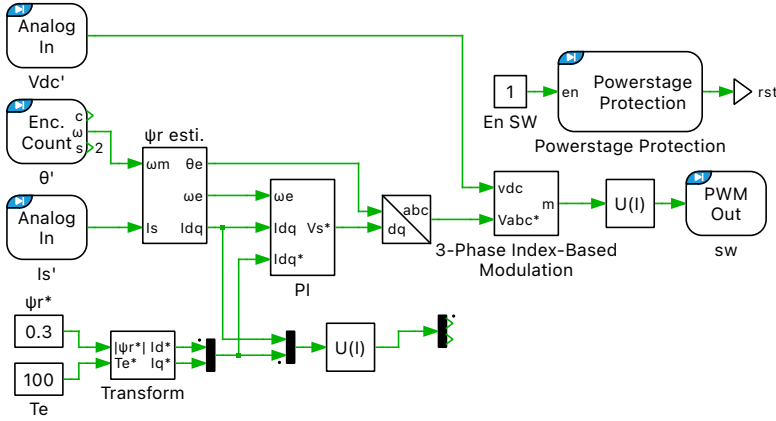 Analog
In
Vdc'
Enc.
Count
c
ω
s
2
θ'
Analog
In
Is'
ψr esti.
ωm
Is
θe
ωe
Idq
ωe
Idq
Idq*
Vs*
PI
abc
dq
vdc
Vabc*
m
3-Phase Index-Based
Modulation
U(I)
PWM
Out
sw
1
En SW
en
Powerstage
Protection
Powerstage Protection
rst
ψr*
0.3
100
Te
|ψr*| Id*
Te* Iq*
Transform
U(I)